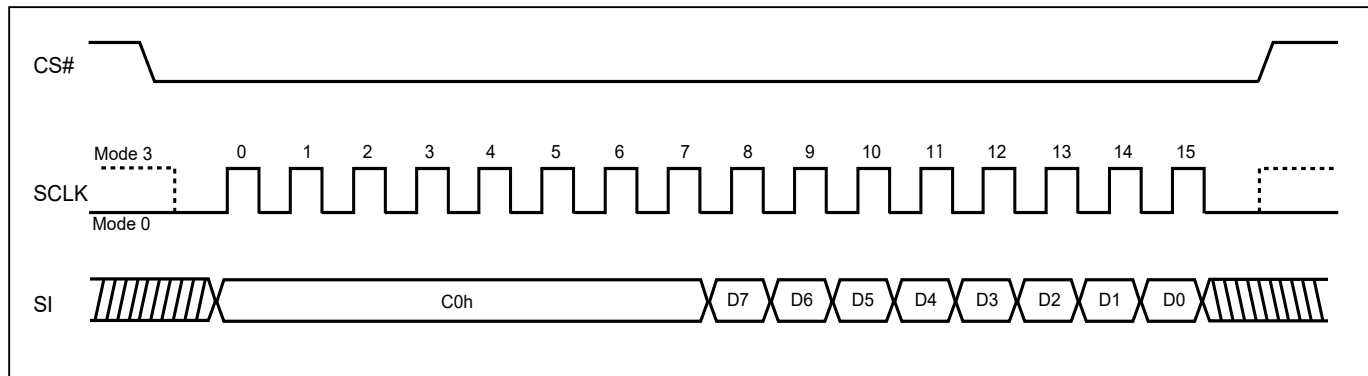 CS#
Mode 3 0 1 2 3 4 5 6 7 8 9 10 11 12 13 14 15
SCLK
Mode 0
SI C0h D7 D6 D5 D4 D3 D2 D1 D0